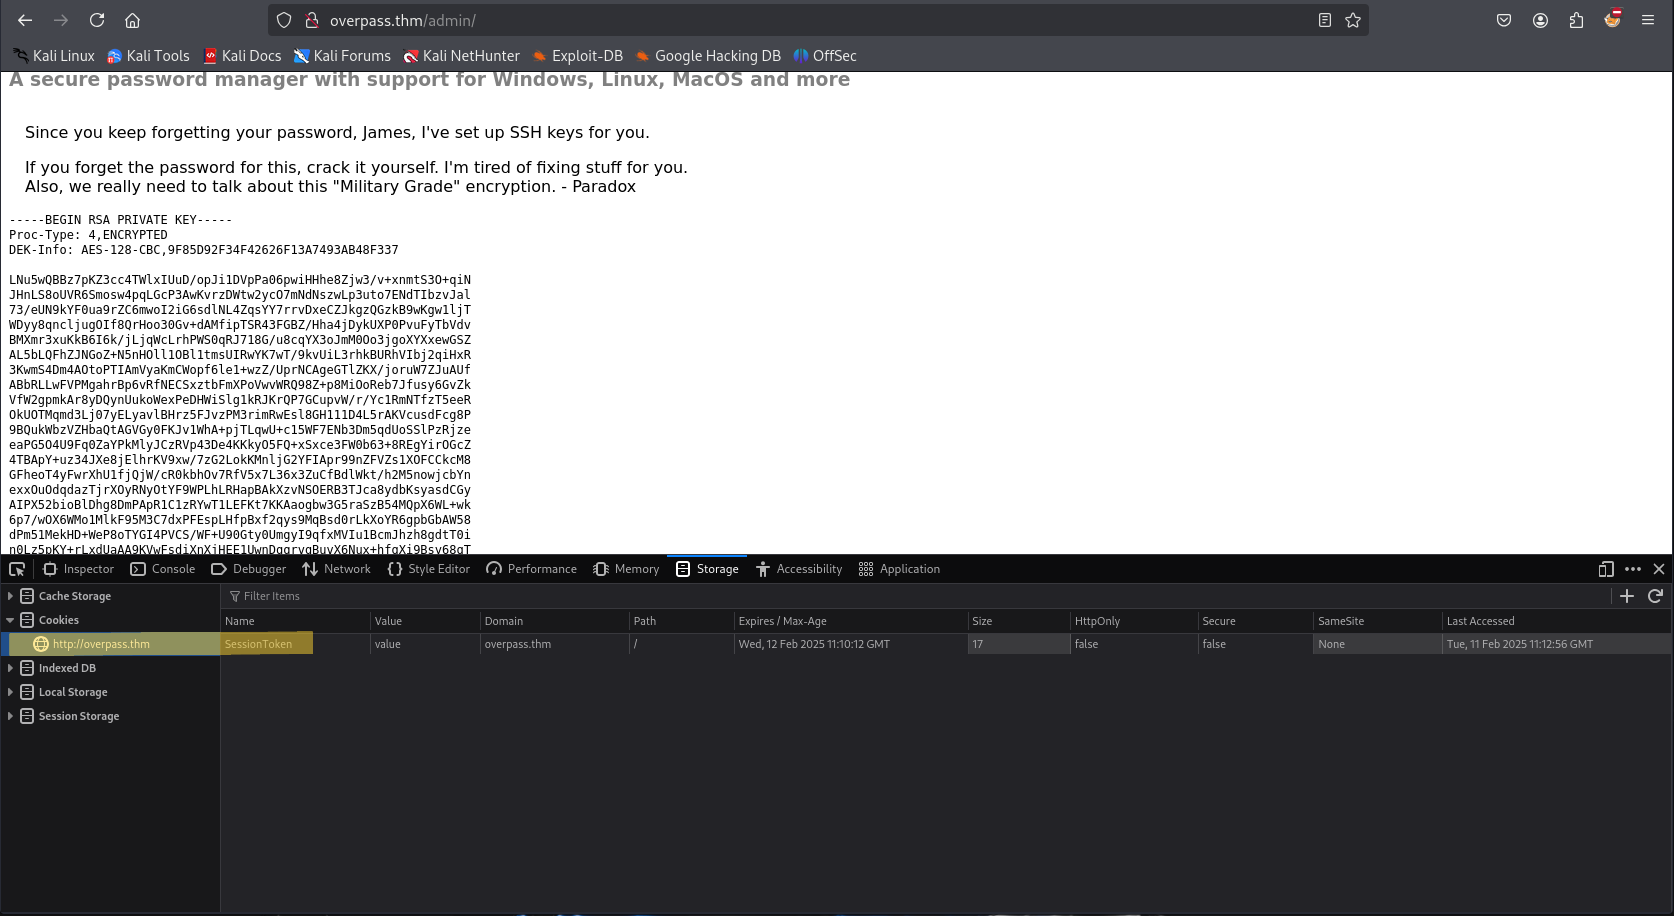 overpass.thm/admin/
Kali Linux Kali Tools Kali Docs Kali Forums Kali NetHunter Exploit-DB Google Hacking DB OffSec
A secure password manager with support for Windows, Linux, MacOS and more
Since you keep forgetting your password, James, I've set up SSH keys for you.
If you forget the password for this, crack it yourself. I'm tired of fixing stuff for you.
Also, we really need to talk about this "Military Grade" encryption. - Paradox
-----BEGIN RSA PRIVATE KEY-----
Proc-Type: 4,ENCRYPTED
DEK-Info: AES-128-CBC,9F85D92F34F42626F13A7493AB48F337
LNu5wQBBz7pKZ3cc4TWlxIUuD/opJi1DVpPa06pwiHHhe8Zjw3/v+xnmtS3O+qiN
JHnLS8oUVR6Smosw4pqLGcP3AwKvrzDWtw2ycO7mNdNszwLp3uto7ENdTIbzvJal
73/eUN9kYF0ua9rZC6mwoI2iG6sdlNL4ZqsYY7rrvDxeCZJkgzQGzkB9wKgw1ljT
WDyy8qncljugOIf8QrHoo30Gv+dAMfipTSR43FGBZ/Hha4jDykUXP0PvuFyTbVdv
BMXmr3xuKkB6I6k/jLjqWcLrhPWS0qRJ718G/u8cqYX3oJmM0Oo3jgoXYXxewGSZ
AL5bLQFhZJNGoZ+N5nHOll1OBl1tmsUIRwYK7wT/9kvUiL3rhkBURhVIbj2qiHxR
3KwmS4Dm4AOtoPTIAmVyaKmCWopf6le1+wzZ/UprNCAgeGTlZKX/joruW7ZJuAUf
ABbRLLwFVPMgahrBp6vRfNECSxztbFmXPoVwvWRQ98Z+p8MiOoReb7Jfusy6GvZk
VfW2gpmkAr8yDQynUukoWexPeDHWiSlg1kRJKrQP7GCupvW/r/Yc1RmNTfzT5eeR
OkUOTMqmd3Lj07yELyavlBHrz5FJvzPM3rimRwEsl8GH111D4L5rAKVcusdFcg8P
9BQukWbzVZHbaQtAGVGy0FKJv1WhA+pjTLqwU+c15WF7ENb3Dm5qdUoSSlPzRjze
eaPG5O4U9Fq0ZaYPkMlyJCzRVp43De4KKkyO5FQ+xSxce3FW0b63+8REgYirOGcZ
4TBApY+uz34JXe8jElhrKV9xw/7zG2LokKMnljG2YFIApr99nZFVZs1XOFCCkcM8
GFheoT4yFwrXhU1fjQjW/cR0kbhOv7RfV5x7L36x3ZuCfBdlWkt/h2M5nowjcbYn
exxOuOdqdazTjrXOyRNyOtYF9WPLhLRHapBAkXzvNSOERB3TJca8ydbKsyasdCGy
AIPX52bioBlDhg8DmPApR1C1zRYwT1LEFKt7KKAaogbw3G5raSzB54MQpX6WL+wk
6p7/wOX6WMo1MlkF95M3C7dxPFEspLHfpBxf2qys9MqBsd0rLkXoYR6gpbGbAW58
dPm51MekHD+WeP8oTYGI4PVCS/WF+U90Gty0UmgyI9qfxMVIu1BcmJhzh8gdtT0i
n0Lz5pKY+rLxdUaAA9KVwFsdiXnXjHEE1UwnDqqrvgBuvX6Nux+hfgXi9Bsy68qT
Inspector Console Debugger Network Style Editor Performance Memory Storage Accessibility Application
Cache Storage
Filter Items
Cookies
Name Value Domain Path Expires / Max-Age Size HttpOnly Secure SameSite Last Accessed
http://overpass.thm
SessionToken value overpass.thm / Wed, 12 Feb 2025 11:10:12 GMT 17 false false None Tue, 11 Feb 2025 11:12:56 GMT
Indexed DB
Local Storage
Session Storage